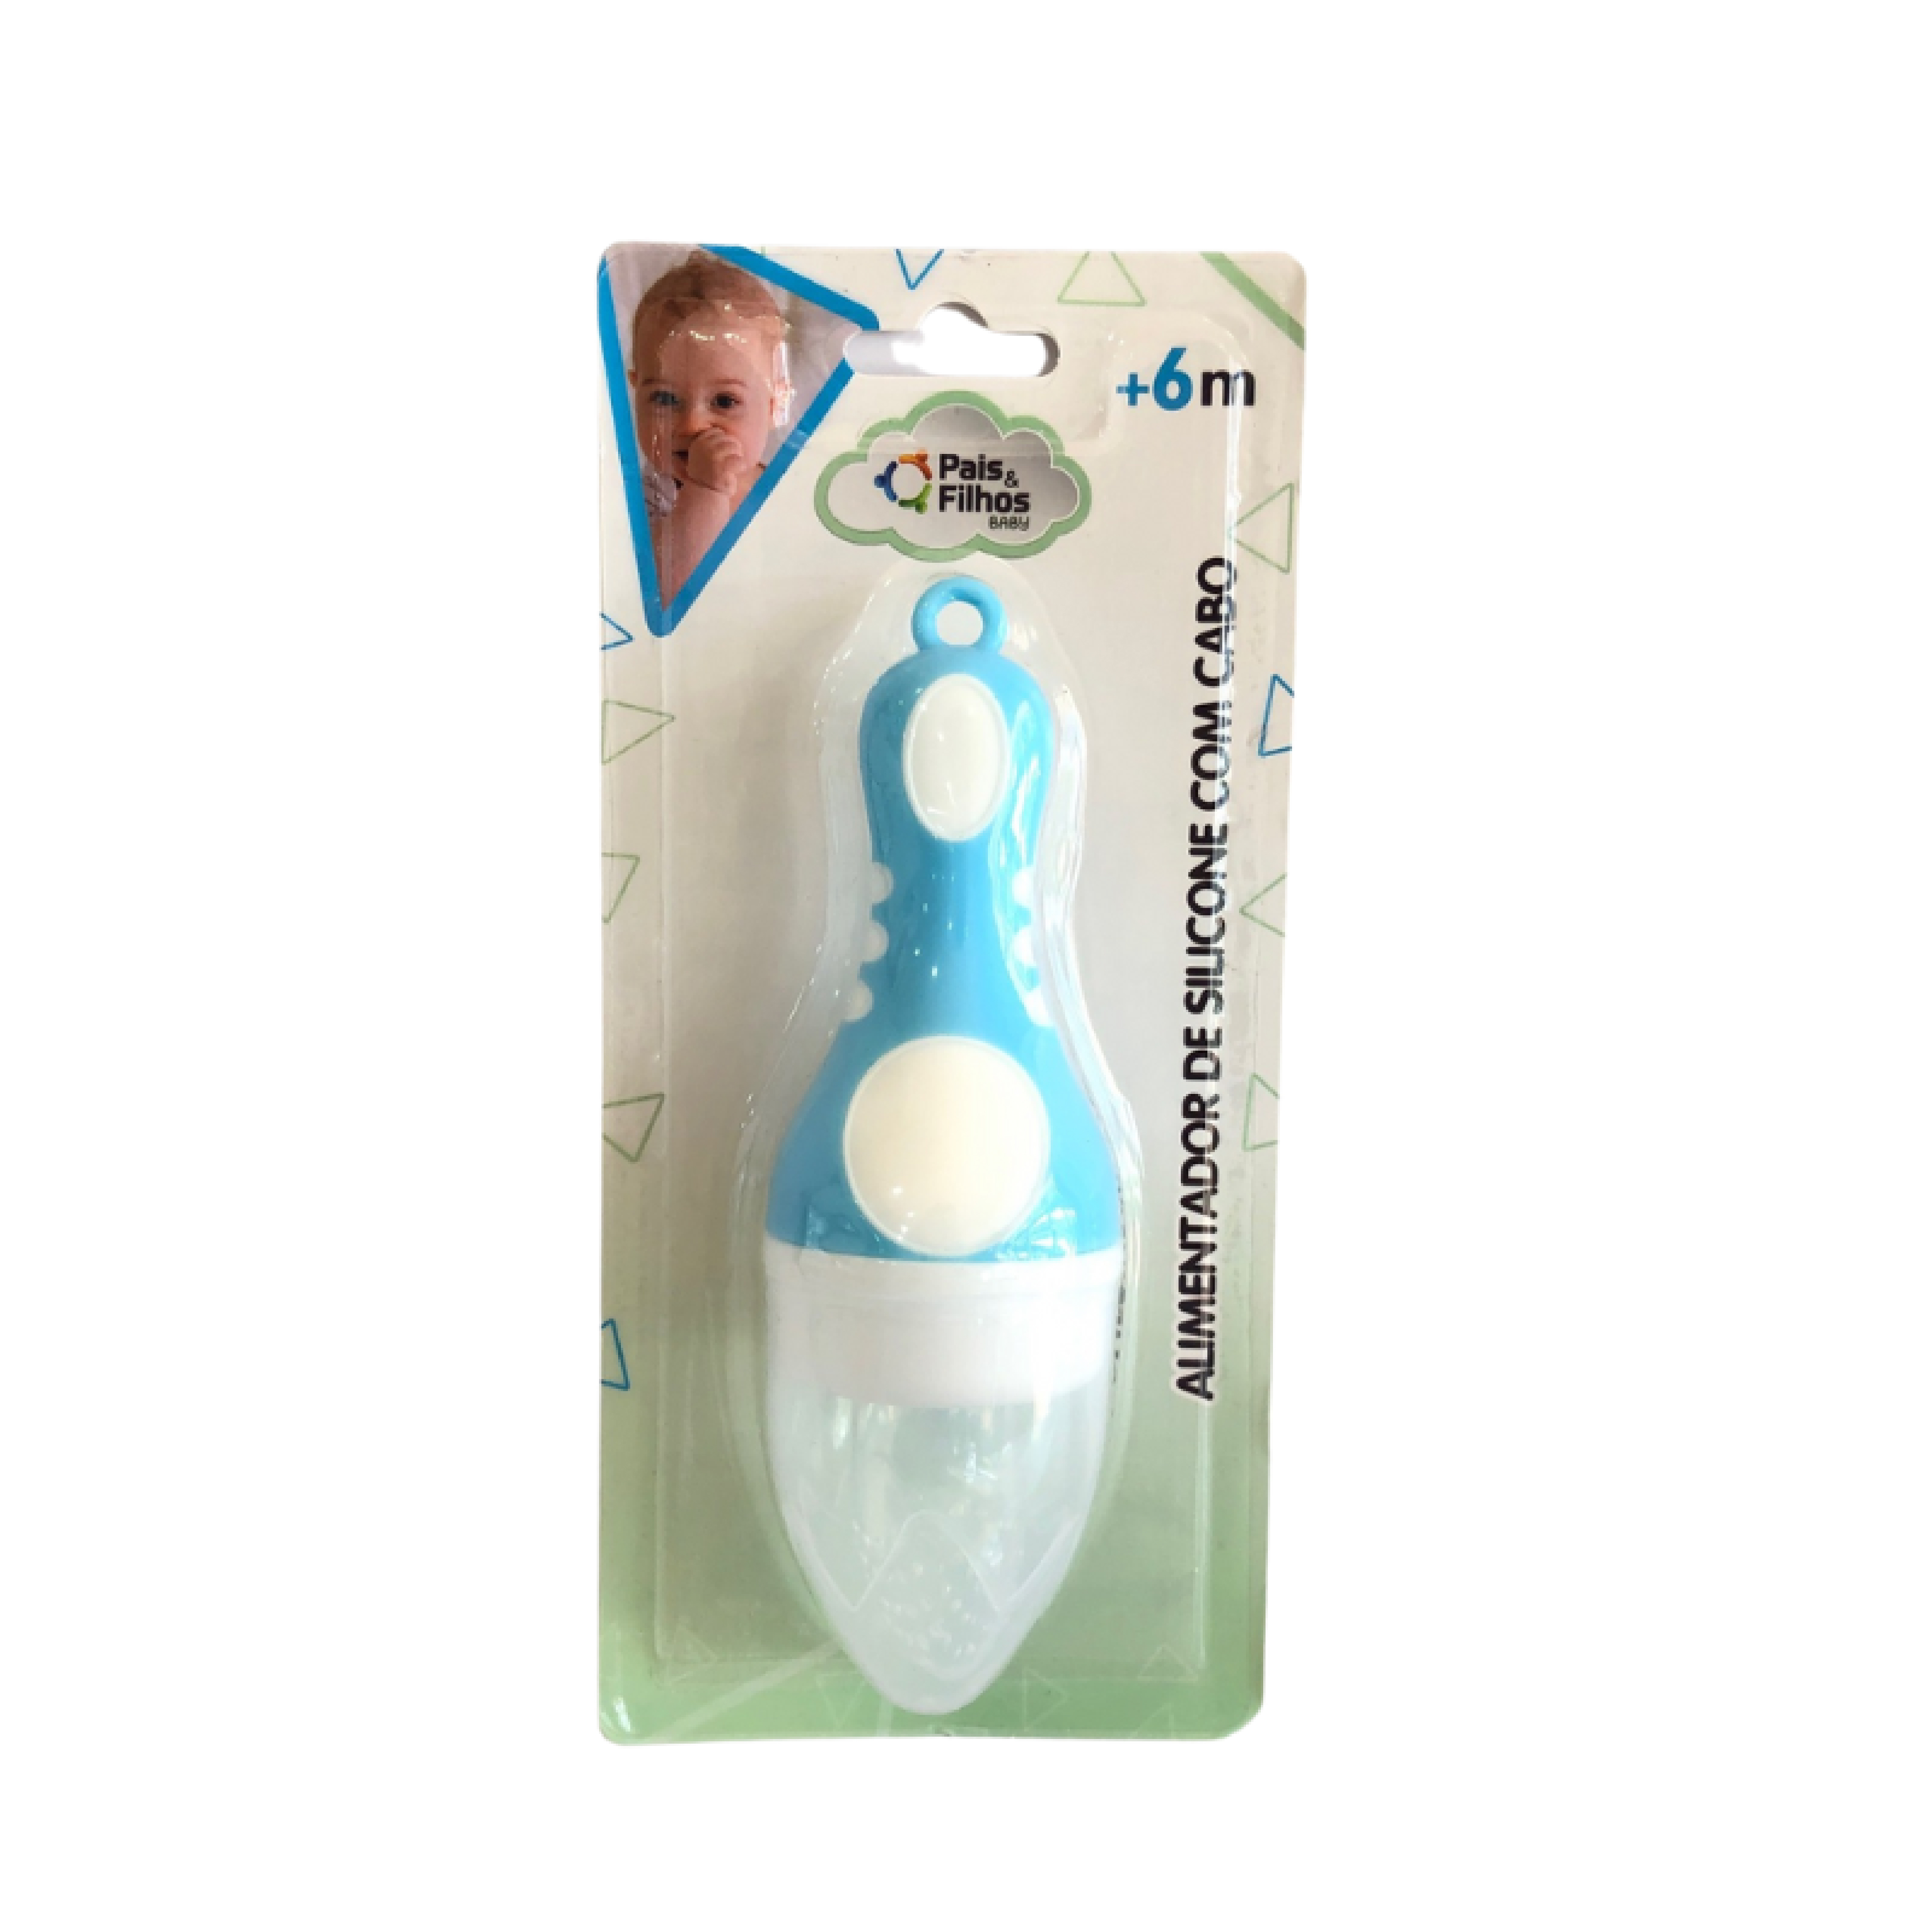 +6m
Pais &
Filhos
BABY
ALIMENTADOR DE SILICONE COM CABO